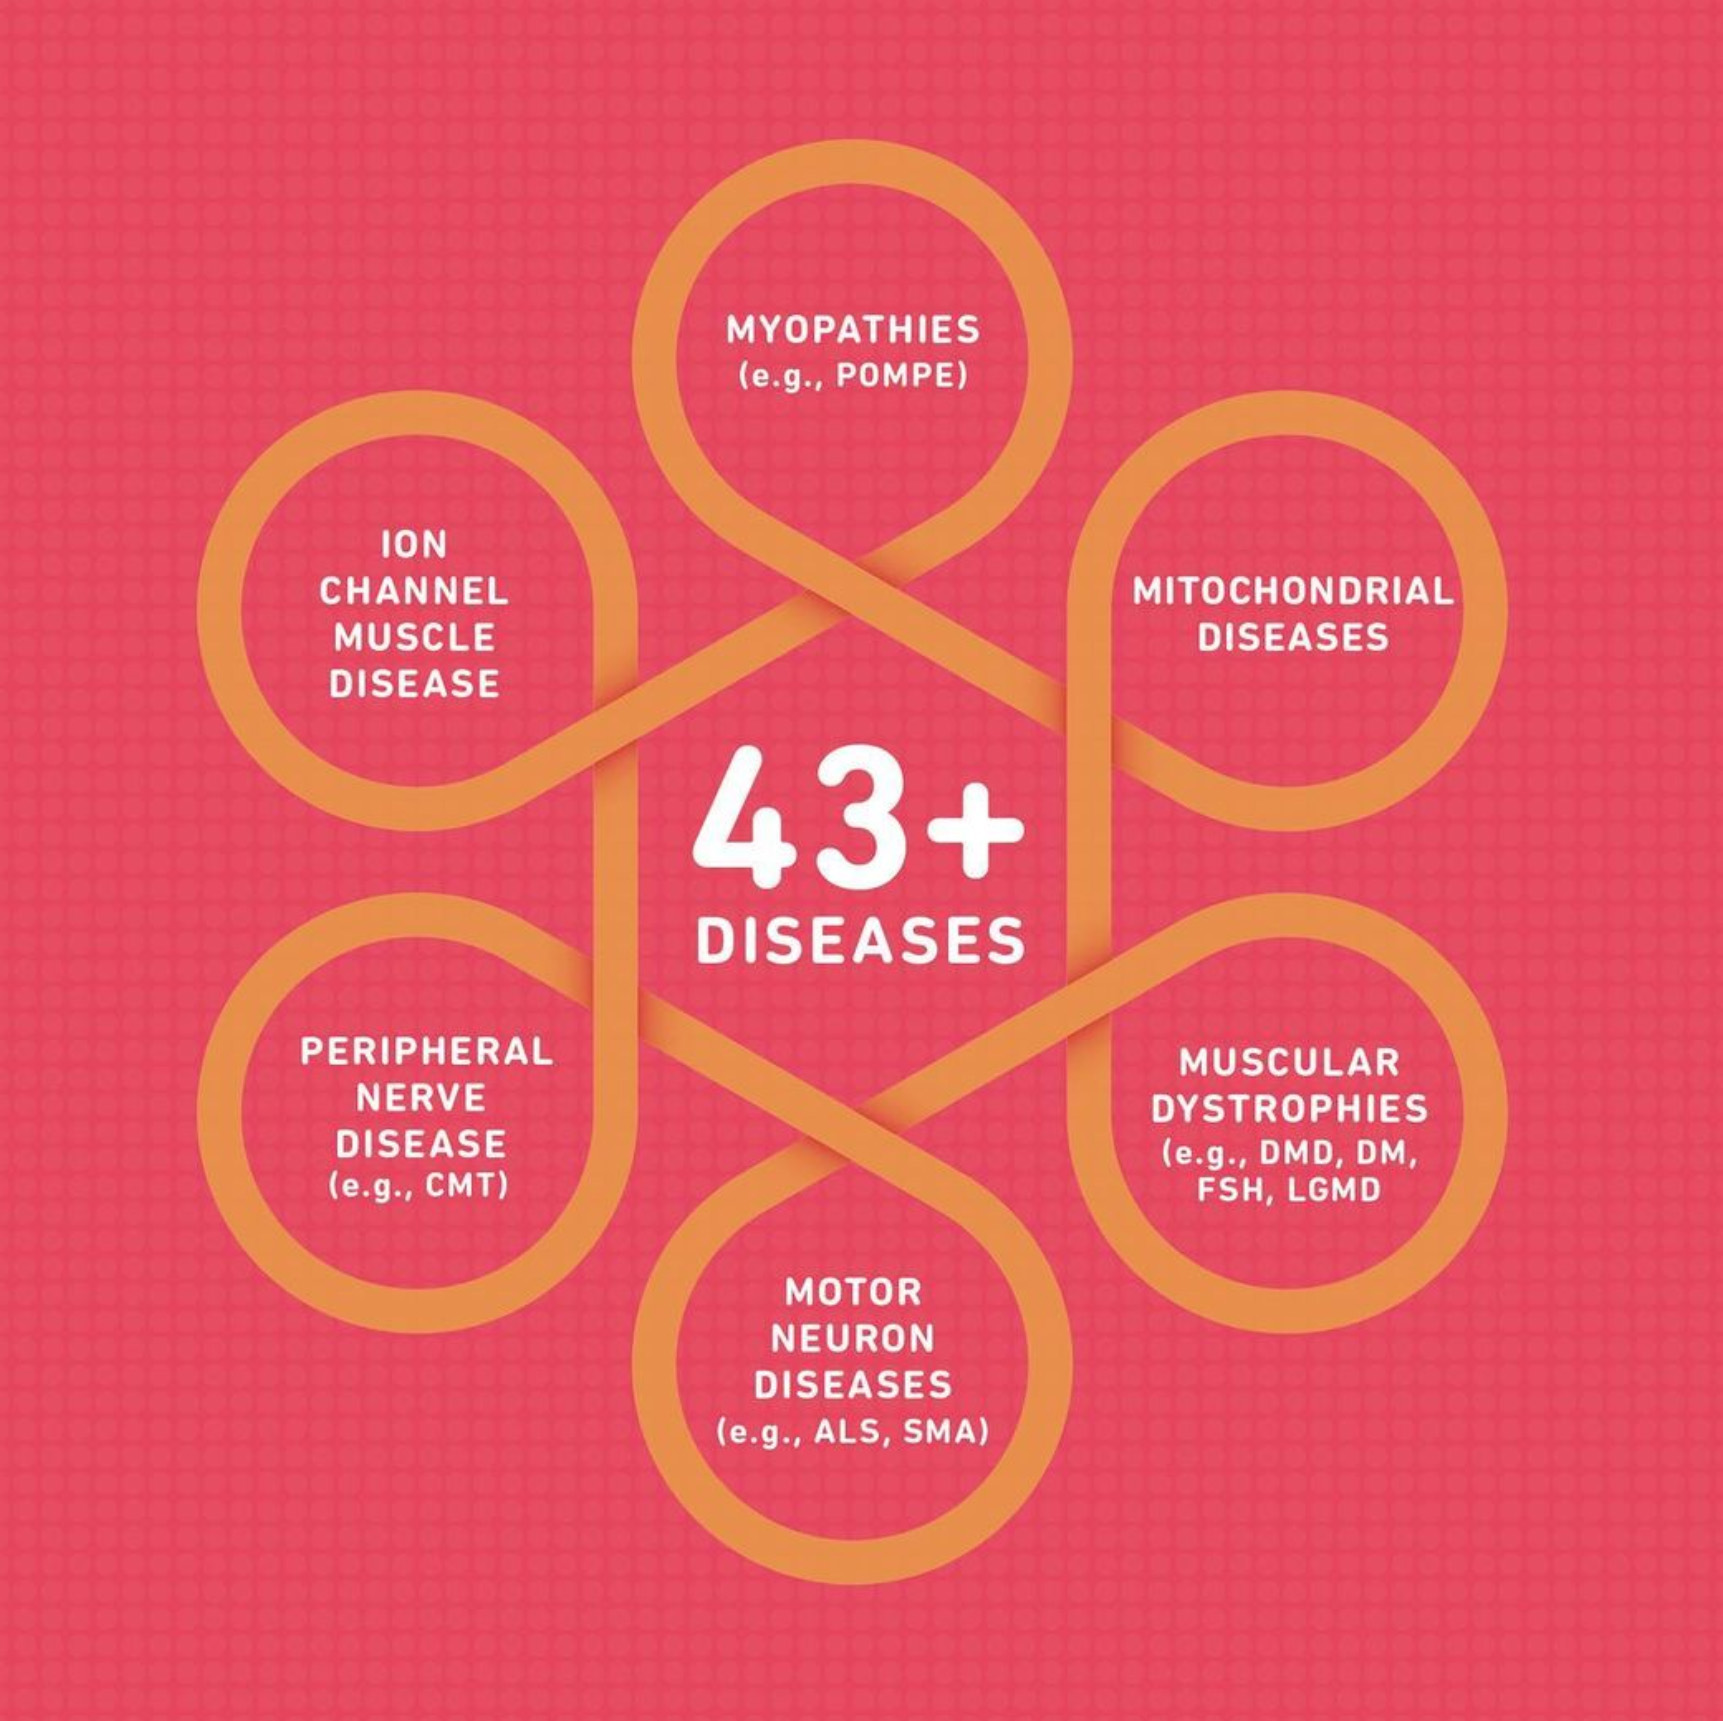 MYOPATHIES
(e.g., POMPE)
ION
CHANNEL
MUSCLE
DISEASE
MITOCHONDRIAL
DISEASES
43+
DISEASES
PERIPHERAL
NERVE
DISEASE
(e.g., CMT)
MUSCULAR
DYSTROPHIES
(e.g., DMD, DM,
FSH, LGMD
MOTOR
NEURON
DISEASES
(e.g., ALS, SMA)